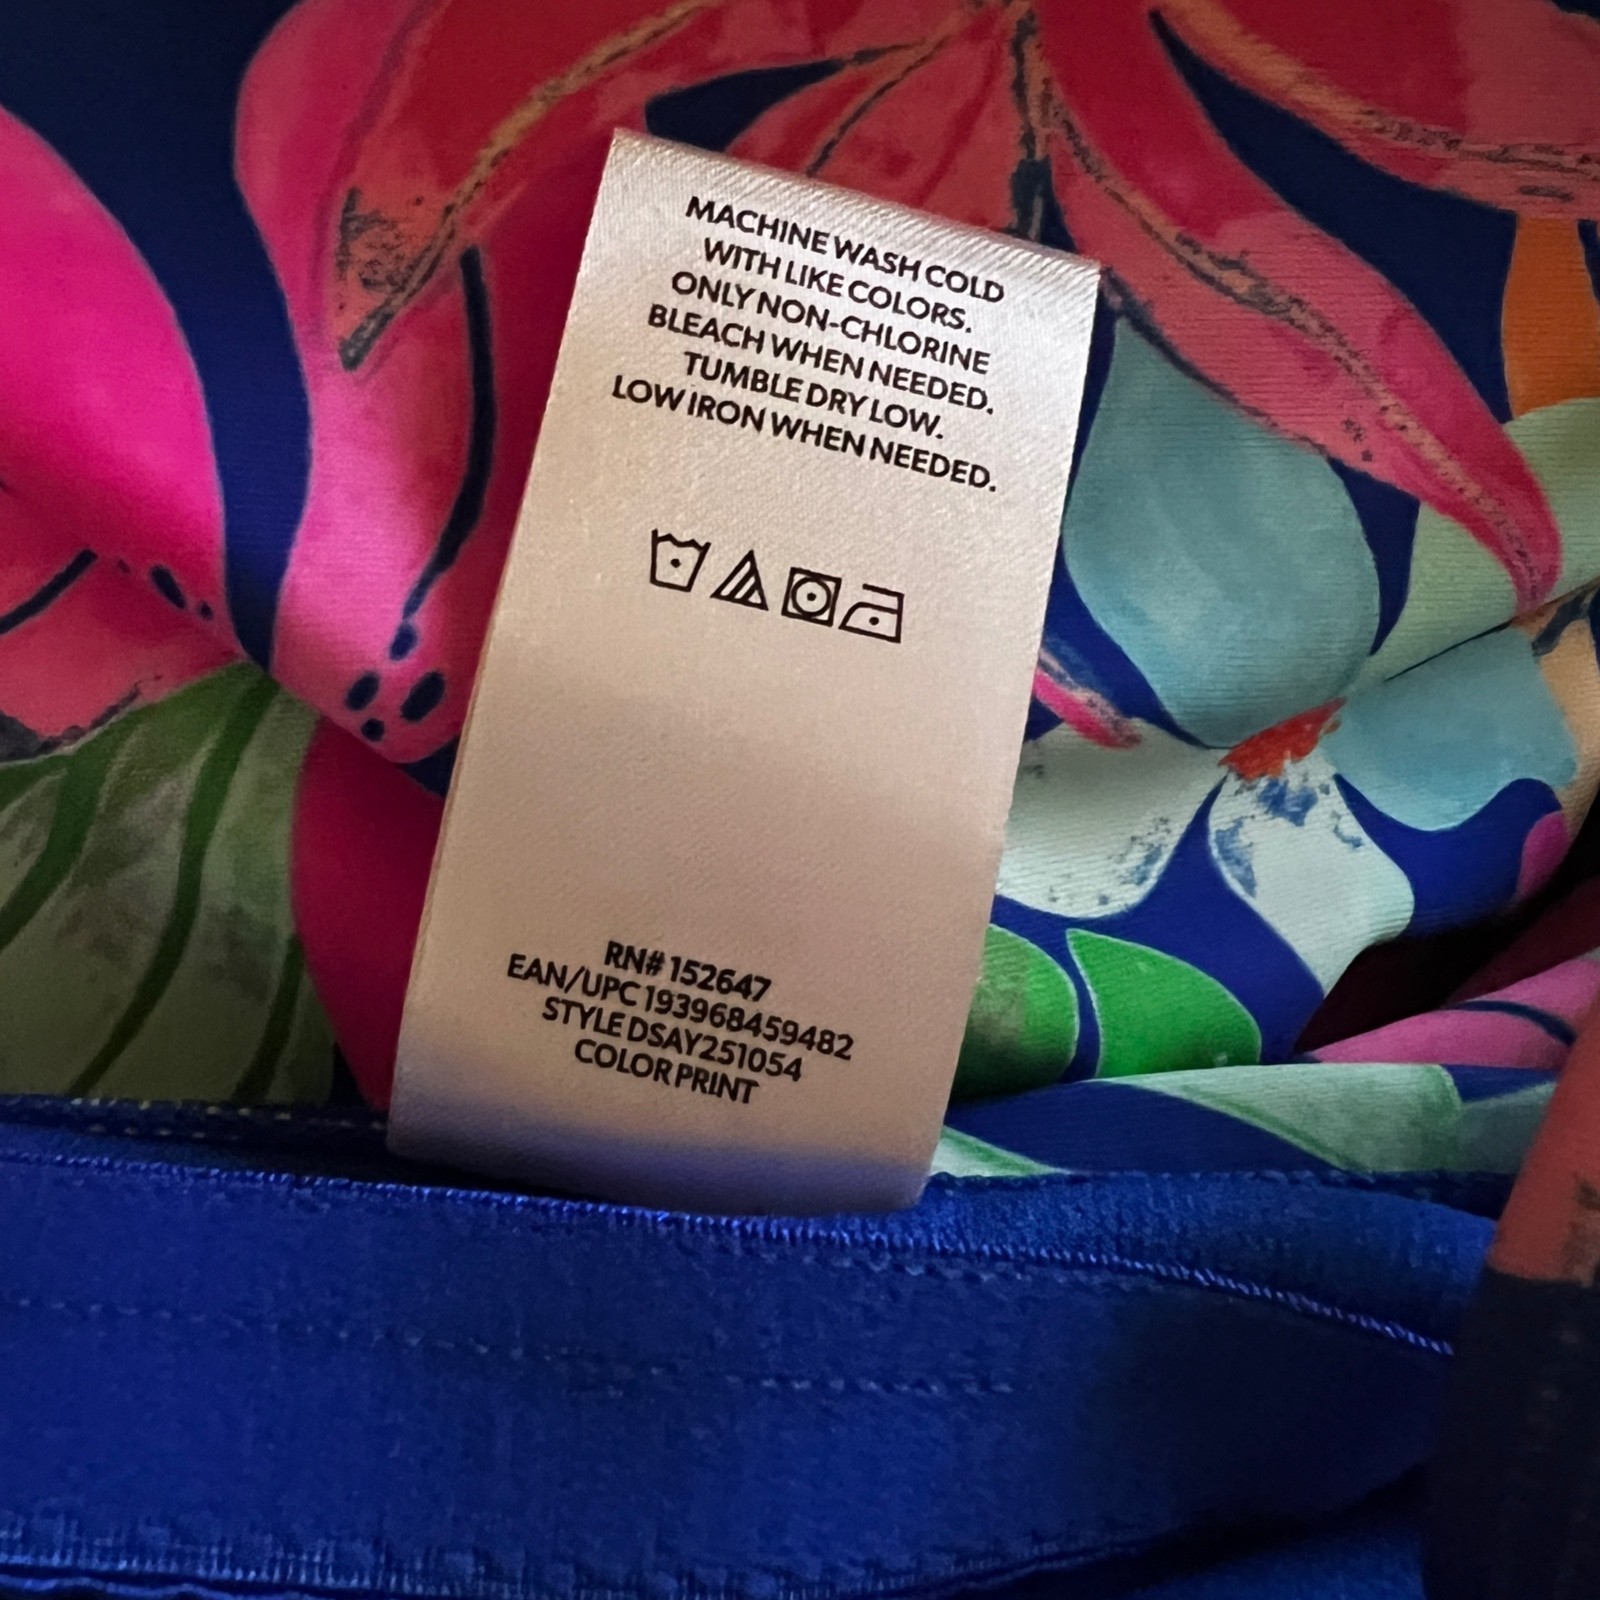 MACHINE WASH COLD
WITH LIKE COLORS.
ONLY NON-CHLORINE
BLEACH WHEN NEEDED.
TUMBLE DRY LOW.
LOW IRON WHEN NEEDED.
RN# 152647
EAN/UPC 193968459482
STYLE DSAY251054
COLOR PRINT